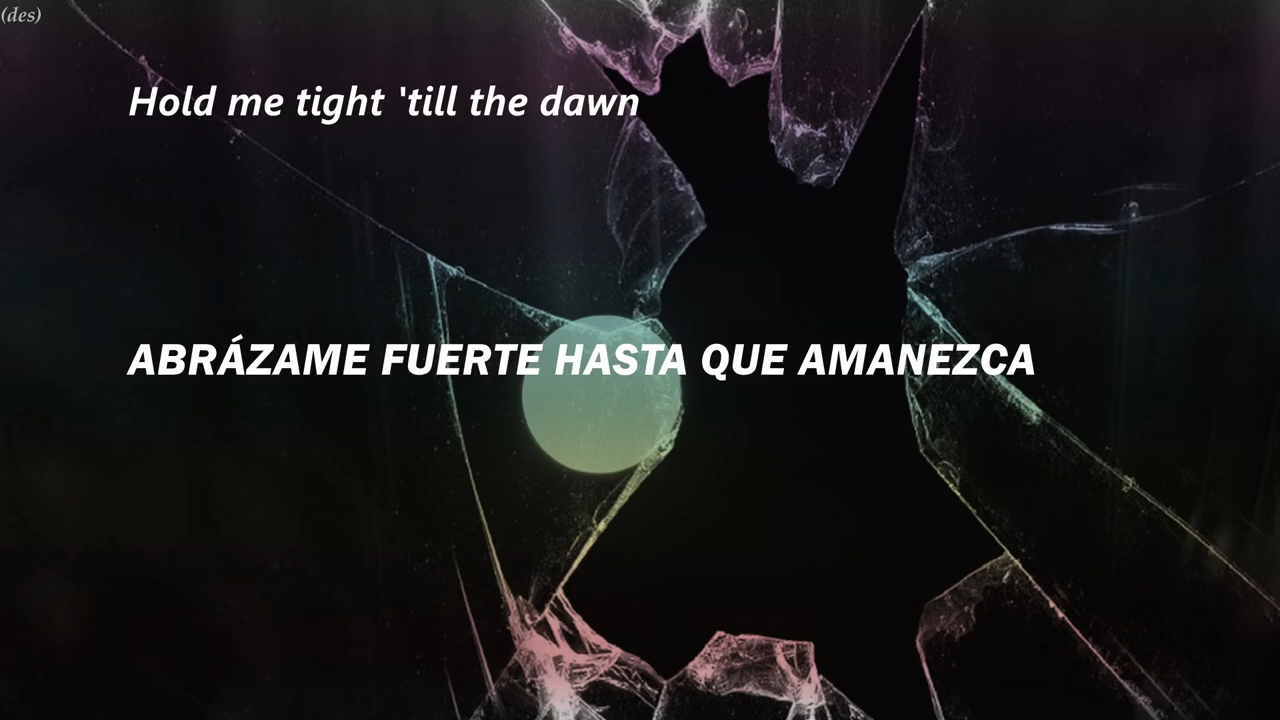 (des)
Hold me tight 'till the dawn
ABRÁZAME FUERTE HASTA QUE AMANEZCA